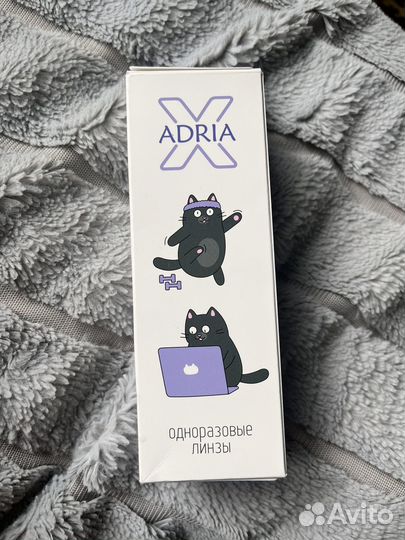 X
ADRIA
одноразовые
линзы
Avito